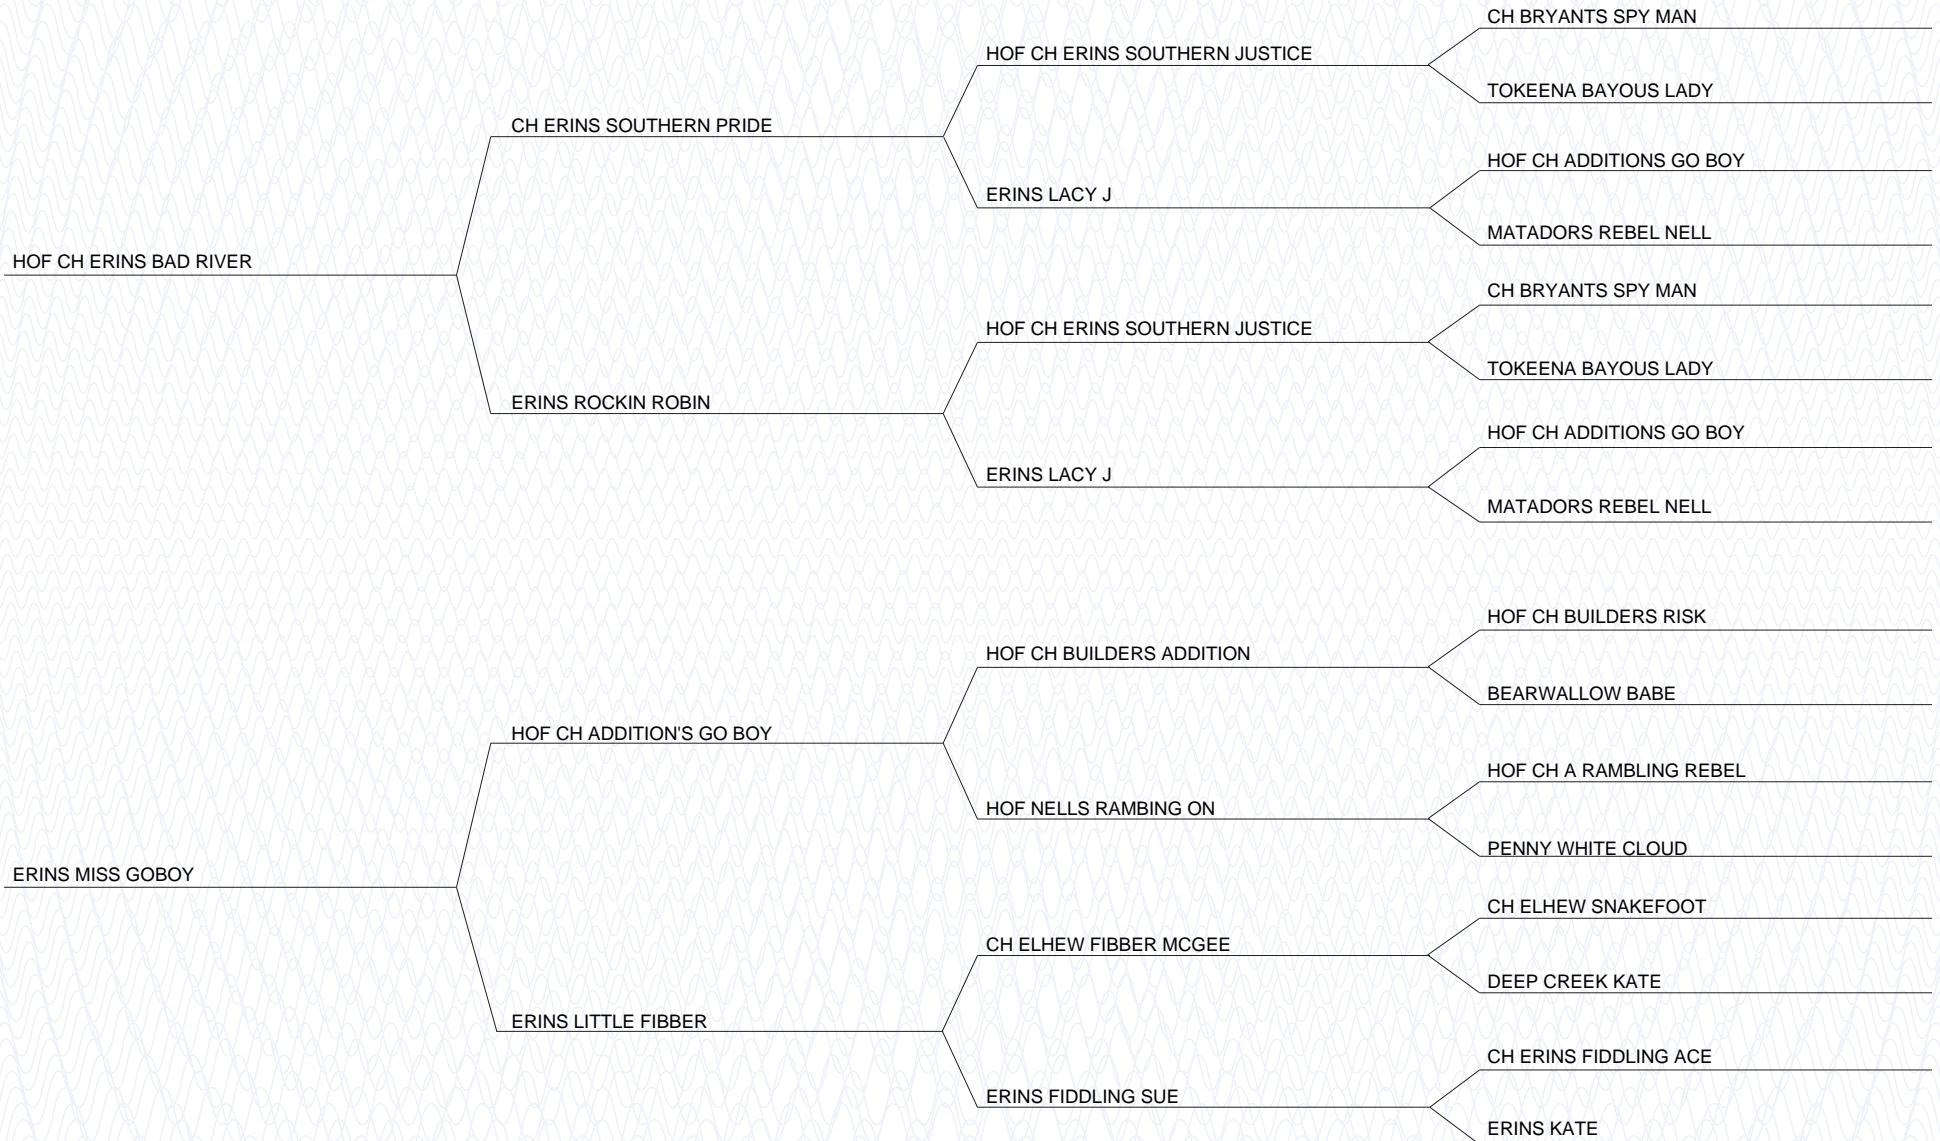 CH BRYANTS SPY MAN
HOF CH ERINS SOUTHERN JUSTICE
TOKEENA BAYOUS LADY
CH ERINS SOUTHERN PRIDE
HOF CH ADDITIONS GO BOY
ERINS LACY J
MATADORS REBEL NELL
HOF CH ERINS BAD RIVER
CH BRYANTS SPY MAN
HOF CH ERINS SOUTHERN JUSTICE
TOKEENA BAYOUS LADY
ERINS ROCKIN ROBIN
HOF CH ADDITIONS GO BOY
ERINS LACY J
MATADORS REBEL NELL
HOF CH BUILDERS RISK
HOF CH BUILDERS ADDITION
BEARWALLOW BABE
HOF CH ADDITION'S GO BOY
HOF CH A RAMBLING REBEL
HOF NELLS RAMBING ON
PENNY WHITE CLOUD
ERINS MISS GOBOY
CH ELHEW SNAKEFOOT
CH ELHEW FIBBER MCGEE
DEEP CREEK KATE
ERINS LITTLE FIBBER
CH ERINS FIDDLING ACE
ERINS FIDDLING SUE
ERINS KATE